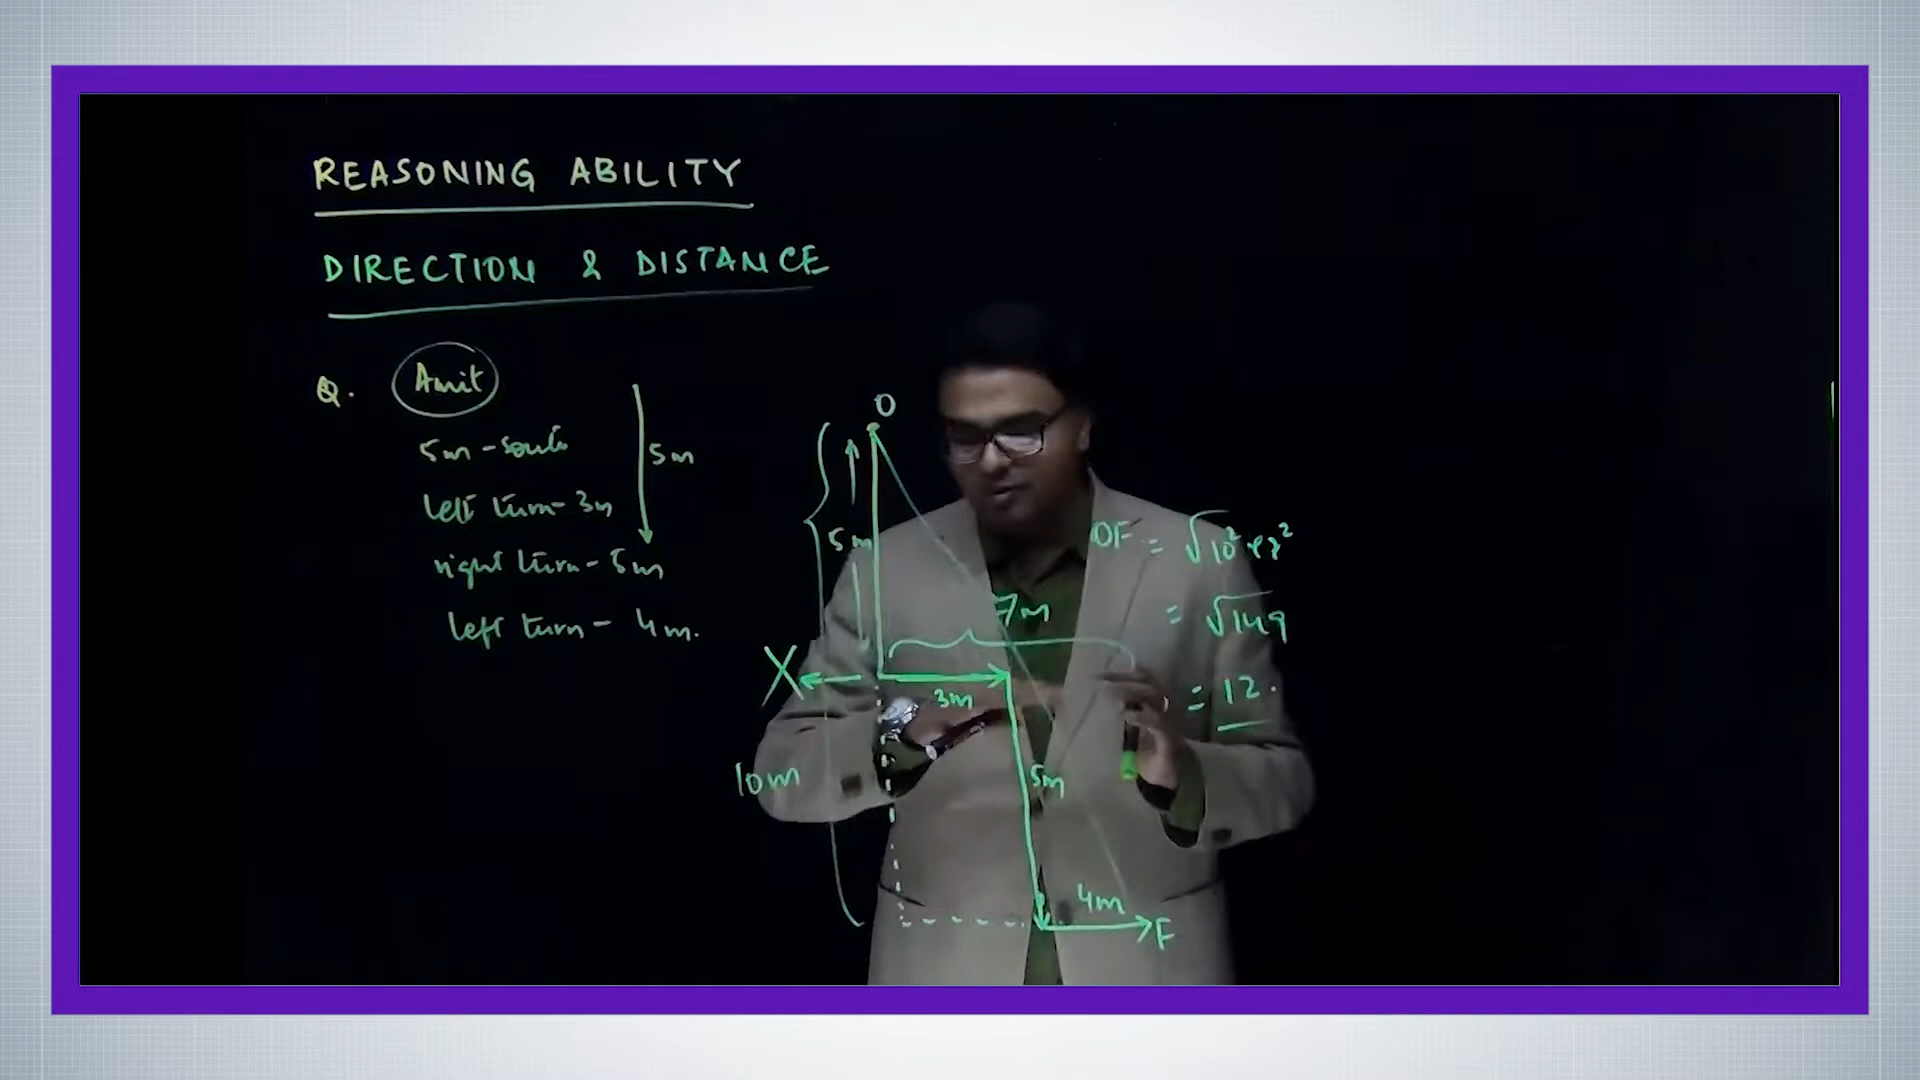 REASONING ABILITY
DIRECTION & DISTANCE
Q. Amit
5m - south
5m
left turn - 3m
right turn - 5m
left turn - 4m.
O
5m
OF = √10²+7²
7m
= √149
X
3m
= 12.
10m
5m
4m
F